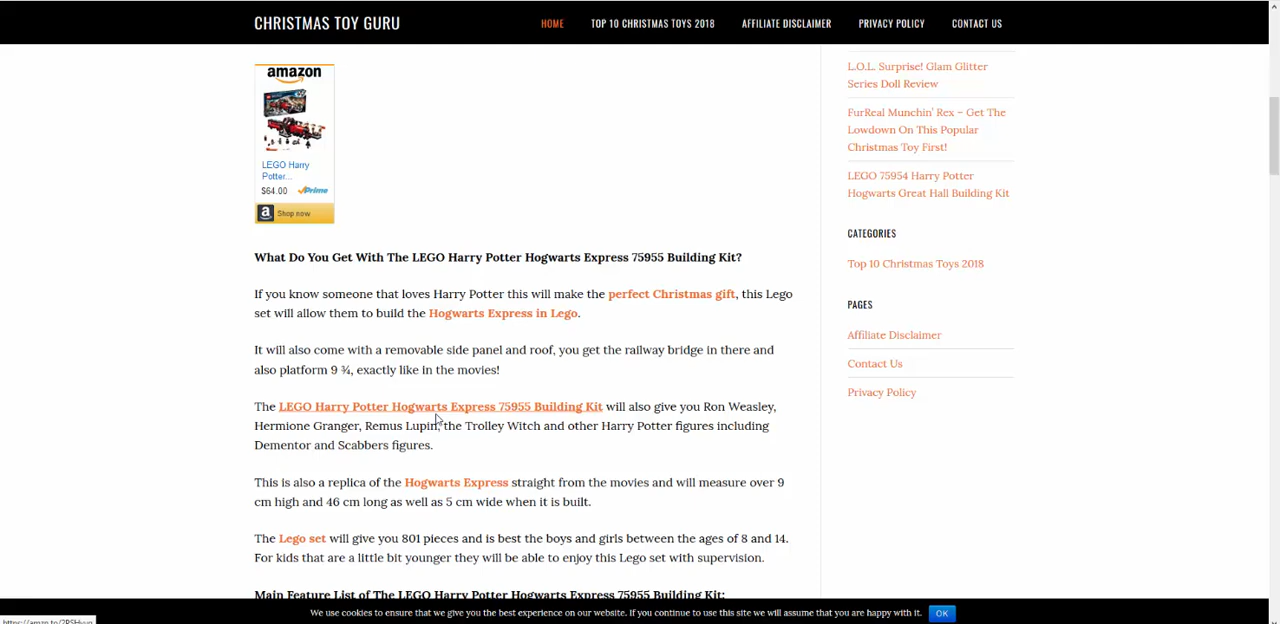 CHRISTMAS TOY GURU
HOME
TOP 10 CHRISTMAS TOYS 2018
AFFILIATE DISCLAIMER
PRIVACY POLICY
CONTACT US
amazon
LEGO Harry
Potter...
$64.00 Prime
a Shop now
What Do You Get With The LEGO Harry Potter Hogwarts Express 75955 Building Kit?
If you know someone that loves Harry Potter this will make the perfect Christmas gift, this Lego
set will allow them to build the Hogwarts Express in Lego.
It will also come with a removable side panel and roof, you get the railway bridge in there and
also platform 9 ¾, exactly like in the movies!
The LEGO Harry Potter Hogwarts Express 75955 Building Kit will also give you Ron Weasley,
Hermione Granger, Remus Lupin, the Trolley Witch and other Harry Potter figures including
Dementor and Scabbers figures.
This is also a replica of the Hogwarts Express straight from the movies and will measure over 9
cm high and 46 cm long as well as 5 cm wide when it is built.
The Lego set will give you 801 pieces and is best the boys and girls between the ages of 8 and 14.
For kids that are a little bit younger they will be able to enjoy this Lego set with supervision.
Main Feature List of The LEGO Harry Potter Hogwarts Express 75955 Building Kit:
L.O.L. Surprise! Glam Glitter
Series Doll Review
FurReal Munchin' Rex – Get The
Lowdown On This Popular
Christmas Toy First!
LEGO 75954 Harry Potter
Hogwarts Great Hall Building Kit
CATEGORIES
Top 10 Christmas Toys 2018
PAGES
Affiliate Disclaimer
Contact Us
Privacy Policy
We use cookies to ensure that we give you the best experience on our website. If you continue to use this site we will assume that you are happy with it.
OK